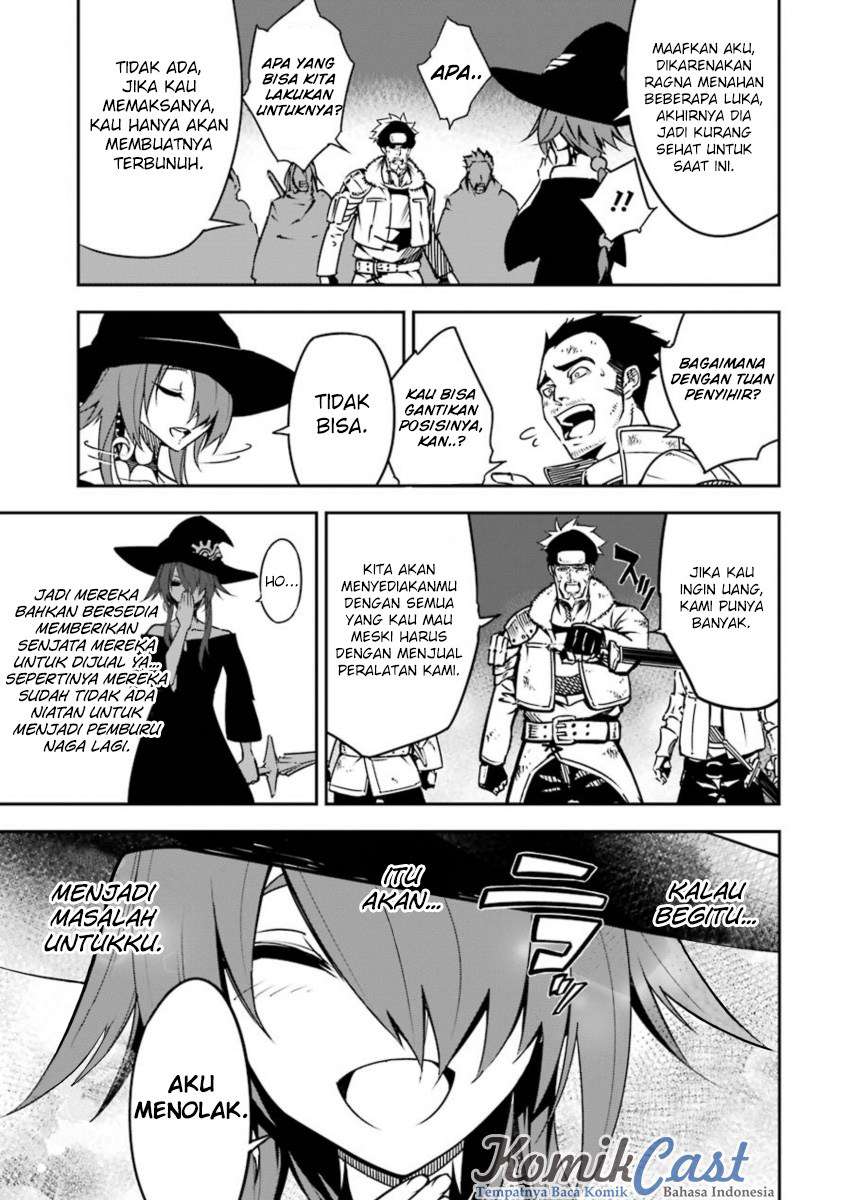 MAAFKAN AKU,
DIKARENAKAN
RAGNA MENAHAN
BEBERAPA LUKA,
AKHIRNYA DIA
JADI KURANG
SEHAT UNTUK
SAAT INI.
!!
APA..
APA YANG
BISA KITA
LAKUKAN
UNTUKNYA?
TIDAK ADA,
JIKA KAU
MEMAKSANYA,
KAU HANYA AKAN
MEMBUATNYA
TERBUNUH.
BAGAIMANA
DENGAN TUAN
PENYIHIR?
KAU BISA
GANTIKAN
POSISINYA,
KAN..?
TIDAK
BISA.
JIKA KAU
INGIN UANG,
KAMI PUNYA
BANYAK.
KITA AKAN
MENYEDIAKANMU
DENGAN SEMUA
YANG KAU MAU
MESKI HARUS
DENGAN MENJUAL
PERALATAN KAMI.
ズッ
HO...
JADI MEREKA
BAHKAN BERSEDIA
MEMBERIKAN
SENJATA MEREKA
UNTUK DIJUAL YA...
SEPERTINYA MEREKA
SUDAH TIDAK ADA
NIATAN UNTUK
MENJADI PEMBURU
NAGA LAGI.
KALAU
BEGITU...
ITU
AKAN...
MENJADI
MASALAH
UNTUKKU.
AKU
MENOLAK.
KomikCast
Tempatnya Baca Komik Bahasa Indonesia